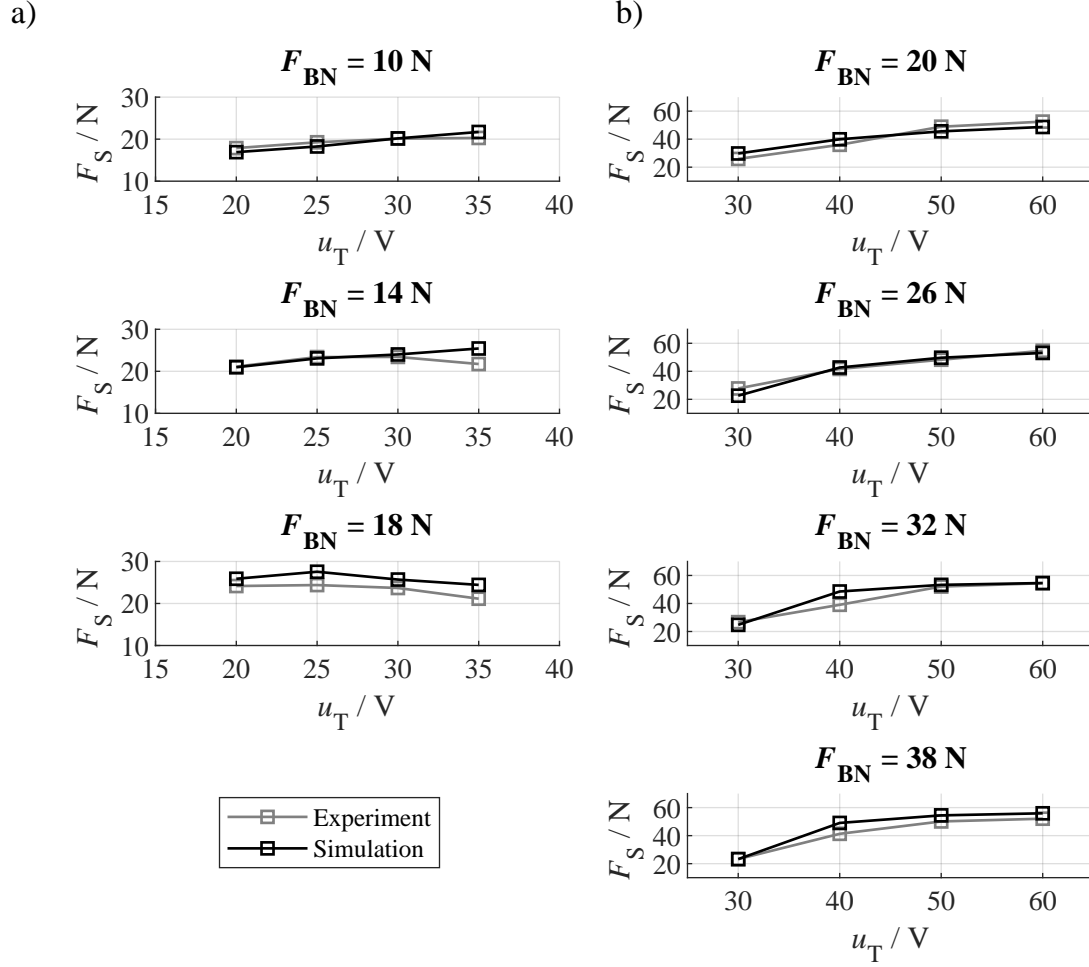 a)
F_BN = 10 N
30
20
10
F_S / N
15 20 25 30 35 40
u_T / V
F_BN = 14 N
30
20
10
F_S / N
15 20 25 30 35 40
u_T / V
F_BN = 18 N
30
20
10
F_S / N
15 20 25 30 35 40
u_T / V
Experiment
Simulation
b)
F_BN = 20 N
60
40
20
F_S / N
30 40 50 60
u_T / V
F_BN = 26 N
60
40
20
F_S / N
30 40 50 60
u_T / V
F_BN = 32 N
60
40
20
F_S / N
30 40 50 60
u_T / V
F_BN = 38 N
60
40
20
F_S / N
30 40 50 60
u_T / V